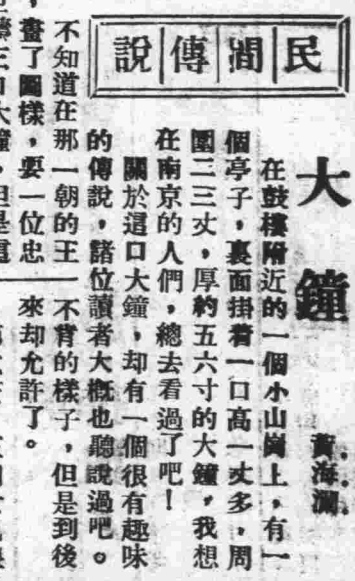 民間傳說
大鐘
黃海瀾
在鼓樓附近的一個小山崗上,有一
個亭子,裏面掛着一口高一丈多,周
圍二三丈,厚約五六寸的大鐘,我想
在南京的人們,總去看過了吧!
關於這口大鐘,却有一個很有趣味
的傳說,諸位讀者大概也聽說過吧。
不知道在那一朝的王
,畫了圖樣,要一位忠
不肯的樣子,但是到後
來却允許了。